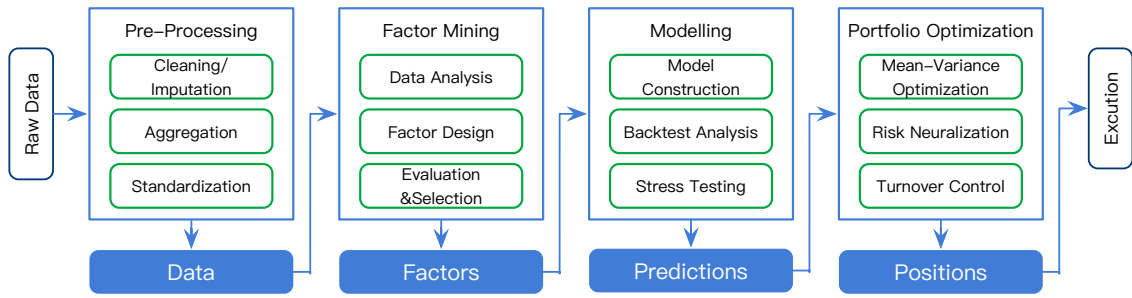 Raw Data
Pre-Processing
Cleaning/
Imputation
Aggregation
Standardization
Data
Factor Mining
Data Analysis
Factor Design
Evaluation
&Selection
Factors
Modelling
Model
Construction
Backtest Analysis
Stress Testing
Predictions
Portfolio Optimization
Mean-Variance
Optimization
Risk Neuralization
Turnover Control
Positions
Excution